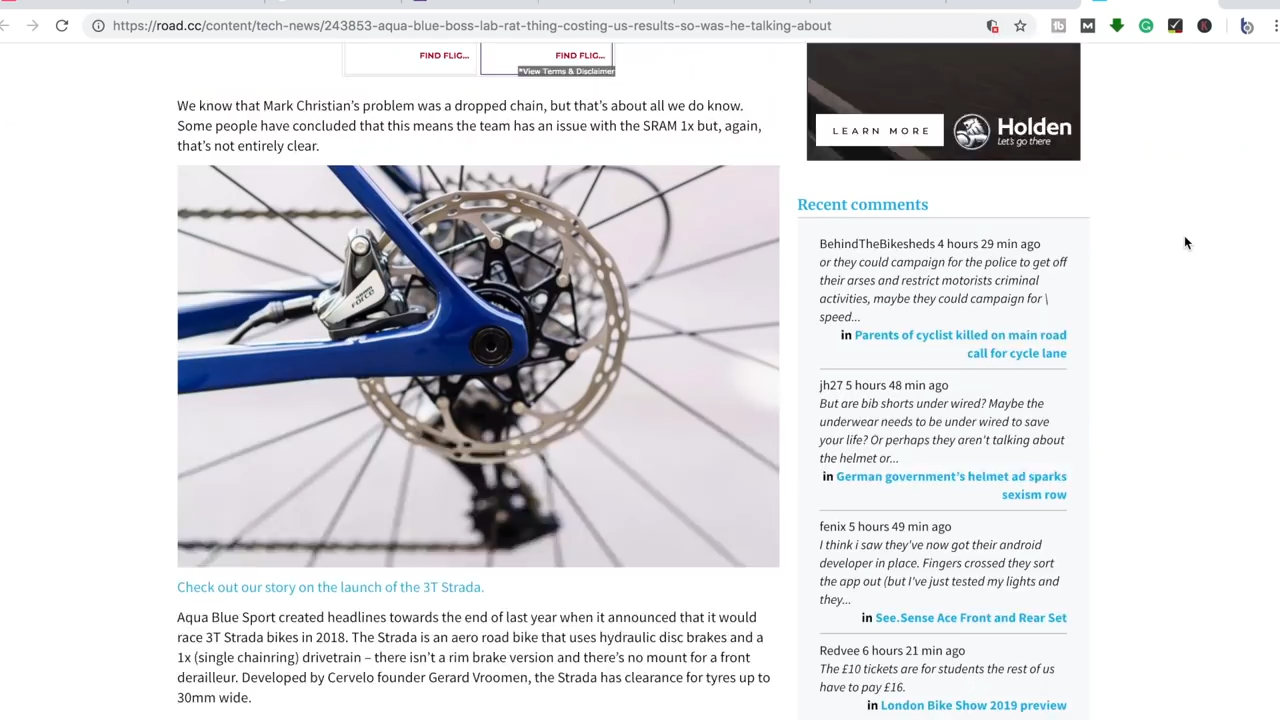 https://road.cc/content/tech-news/243853-aqua-blue-boss-lab-rat-thing-costing-us-results-so-was-he-talking-about
FIND FLIG...
FIND FLIG...
*View Terms & Disclaimer
We know that Mark Christian's problem was a dropped chain, but that's about all we do know.
Some people have concluded that this means the team has an issue with the SRAM 1x but, again,
that's not entirely clear.
FORCE
Check out our story on the launch of the 3T Strada.
Aqua Blue Sport created headlines towards the end of last year when it announced that it would
race 3T Strada bikes in 2018. The Strada is an aero road bike that uses hydraulic disc brakes and a
1x (single chainring) drivetrain – there isn't a rim brake version and there's no mount for a front
derailleur. Developed by Cervelo founder Gerard Vroomen, the Strada has clearance for tyres up to
30mm wide.
LEARN MORE
Holden
Let's go there
Recent comments
BehindTheBikesheds 4 hours 29 min ago
or they could campaign for the police to get off
their arses and restrict motorists criminal
activities, maybe they could campaign for \
speed...
in Parents of cyclist killed on main road
call for cycle lane
jh27 5 hours 48 min ago
But are bib shorts under wired? Maybe the
underwear needs to be under wired to save
your life? Or perhaps they aren't talking about
the helmet or...
in German government's helmet ad sparks
sexism row
fenix 5 hours 49 min ago
I think i saw they've now got their android
developer in place. Fingers crossed they sort
the app out (but I've just tested my lights and
they...
in See.Sense Ace Front and Rear Set
Redvee 6 hours 21 min ago
The £10 tickets are for students the rest of us
have to pay £16.
in London Bike Show 2019 preview